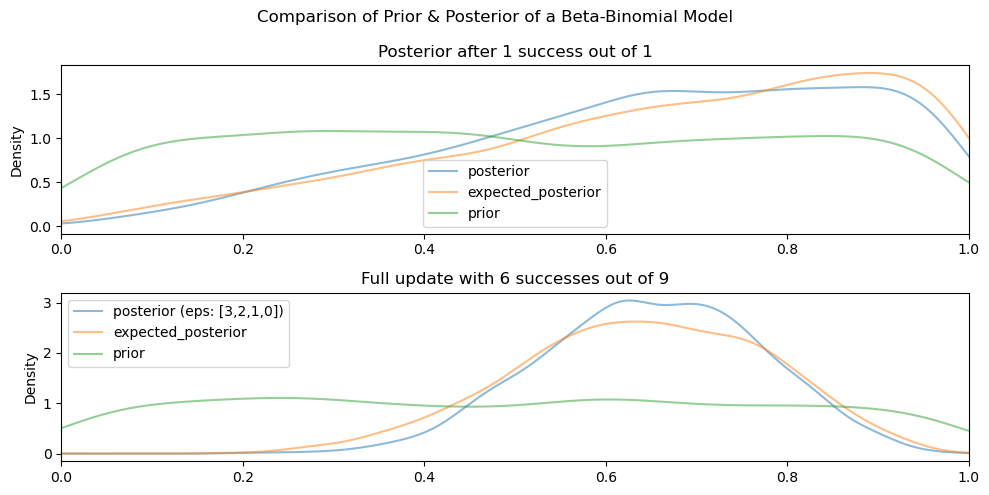 Comparison of Prior & Posterior of a Beta-Binomial Model
Posterior after 1 success out of 1
Density
1.5
1.0
0.5
0.0
posterior
expected_posterior
prior
0.0 0.2 0.4 0.6 0.8 1.0
Full update with 6 successes out of 9
Density
3
2
1
0
posterior (eps: [3,2,1,0])
expected_posterior
prior
0.0 0.2 0.4 0.6 0.8 1.0